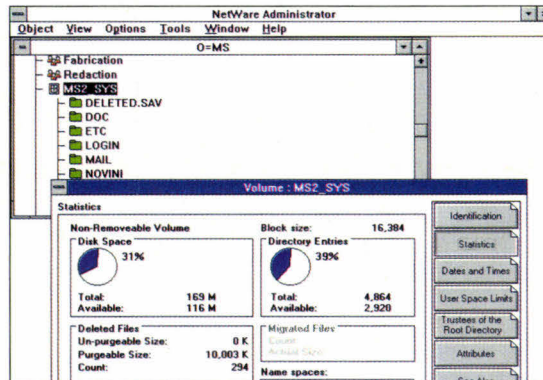 NetWare Administrator
Object View Options Tools Window Help
O=MS
Fabrication
Redaction
MS2_SYS
DELETED.SAV
DOC
ETC
LOGIN
MAIL
NOVINI
Volume : MS2_SYS
Statistics
Non-Removeable Volume
Block size: 16,384
Disk Space
31%
Total: 169 M
Available: 116 M
Directory Entries
39%
Total: 4,864
Available: 2,920
Deleted Files
Un-purgeable Size: 0 K
Purgeable Size: 10,003 K
Count: 294
Migrated Files
Count:
Actual Size:
Name spaces:
Identification
Statistics
Dates and Times
User Space Limits
Trustees of the
Root Directory
Attributes